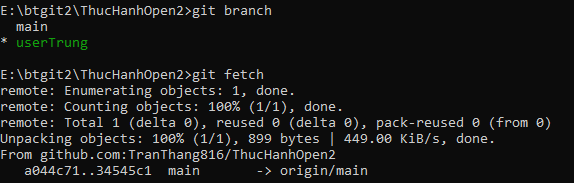 E:\btgit2\ThucHanhOpen2>git branch
  main
* userTrung

E:\btgit2\ThucHanhOpen2>git fetch
remote: Enumerating objects: 1, done.
remote: Counting objects: 100% (1/1), done.
remote: Total 1 (delta 0), reused 0 (delta 0), pack-reused 0 (from 0)
Unpacking objects: 100% (1/1), 899 bytes | 449.00 KiB/s, done.
From github.com:TranThang816/ThucHanhOpen2
   a044c71..34545c1  main       -> origin/main